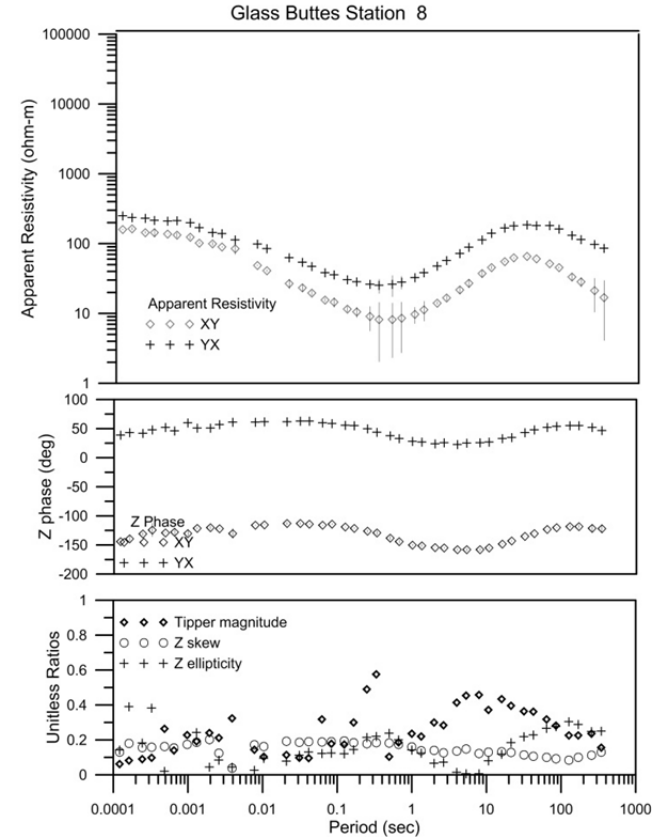 Glass Buttes Station 8
100000
10000
1000
100
10
1
Apparent Resistivity (ohm-m)
Apparent Resistivity
XY
YX
100
50
0
-50
-100
-150
-200
Z phase (deg)
Z Phase
XY
YX
1
0.8
0.6
0.4
0.2
0
Unitless Ratios
Tipper magnitude
Z skew
Z ellipticity
0.0001 0.001 0.01 0.1 1 10 100 1000
Period (sec)